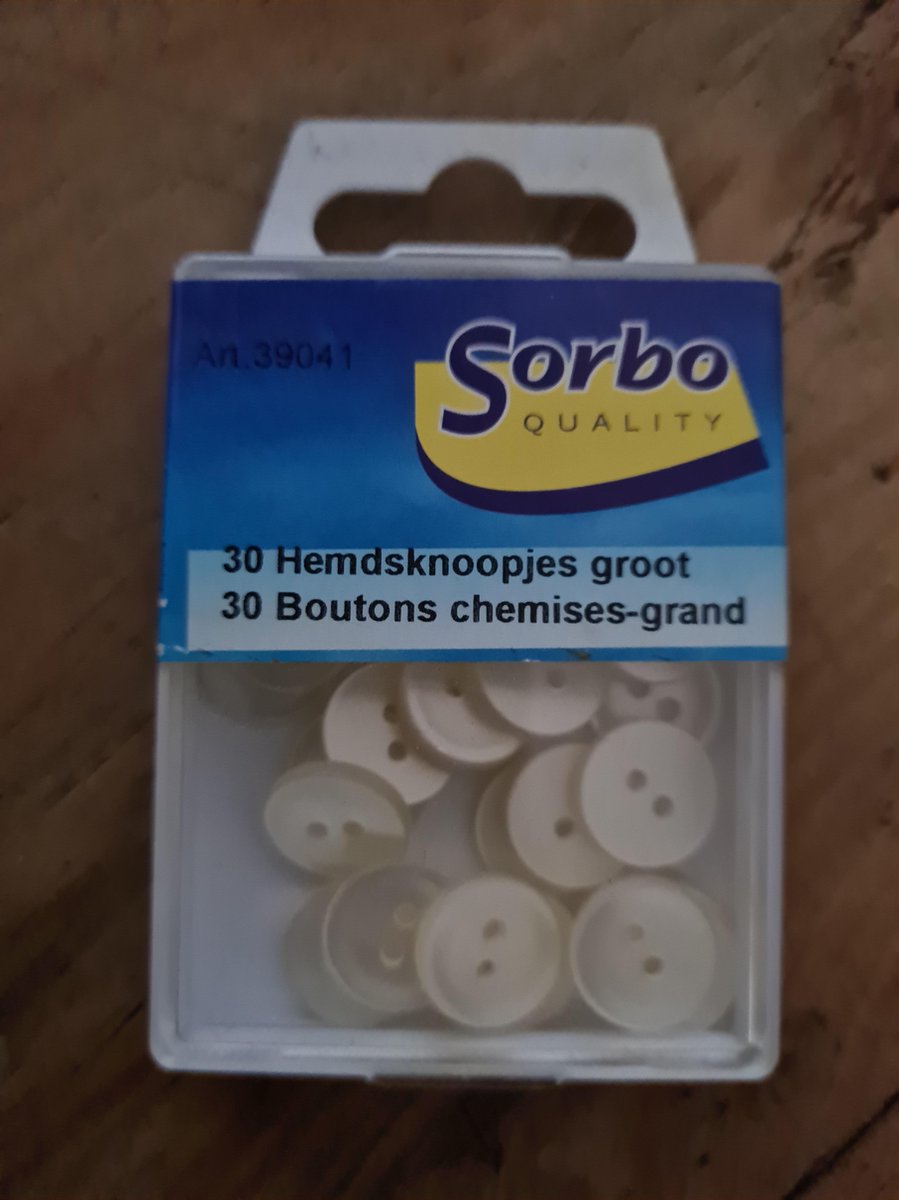 Art.39041
Sorbo
QUALITY
30 Hemdsknoopjes groot
30 Boutons chemises-grand